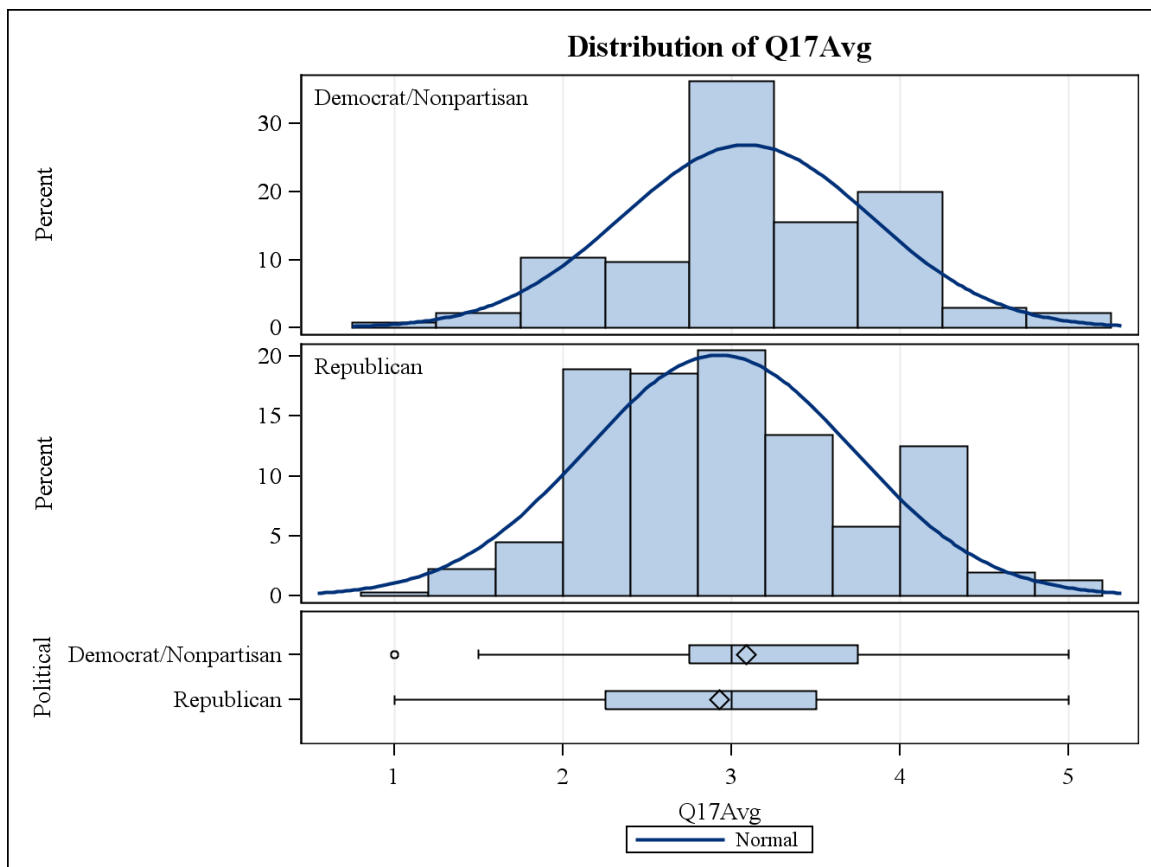 Distribution of Q17Avg
Democrat/Nonpartisan
Percent
30
20
10
0
Republican
Percent
20
15
10
5
0
Political
Democrat/Nonpartisan
Republican
1 2 3 4 5
Q17Avg
Normal